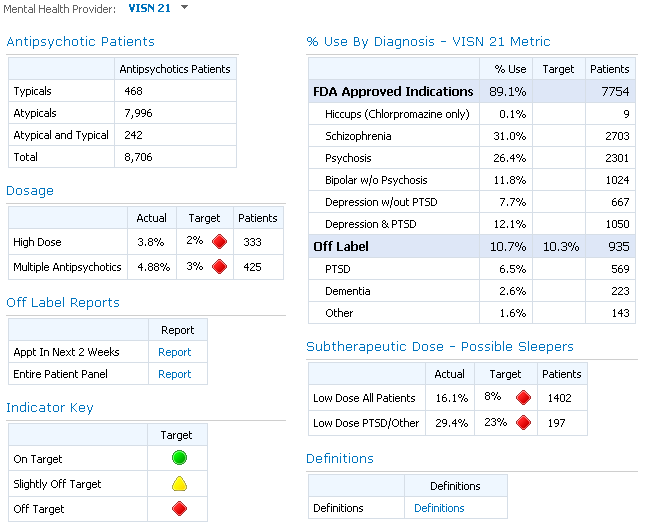 Mental Health Provider: VISN 21
Antipsychotic Patients
Antipsychotics Patients
Typicals 468
Atypicals 7,996
Atypical and Typical 242
Total 8,706
Dosage
Actual Target Patients
High Dose 3.8% 2% 333
Multiple Antipsychotics 4.88% 3% 425
Off Label Reports
Report
Appt In Next 2 Weeks Report
Entire Patient Panel Report
Indicator Key
Target
On Target
Slightly Off Target
Off Target
% Use By Diagnosis - VISN 21 Metric
% Use Target Patients
FDA Approved Indications 89.1% 7754
Hiccups (Chlorpromazine only) 0.1% 9
Schizophrenia 31.0% 2703
Psychosis 26.4% 2301
Bipolar w/o Psychosis 11.8% 1024
Depression w/out PTSD 7.7% 667
Depression & PTSD 12.1% 1050
Off Label 10.7% 10.3% 935
PTSD 6.5% 569
Dementia 2.6% 223
Other 1.6% 143
Subtherapeutic Dose - Possible Sleepers
Actual Target Patients
Low Dose All Patients 16.1% 8% 1402
Low Dose PTSD/Other 29.4% 23% 197
Definitions
Definitions
Definitions Definitions